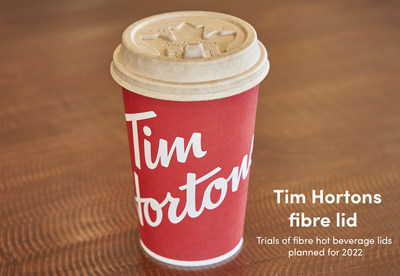 Tim
Hortons
Tim Hortons
fibre lid
Trials of fibre hot beverage lids
planned for 2022